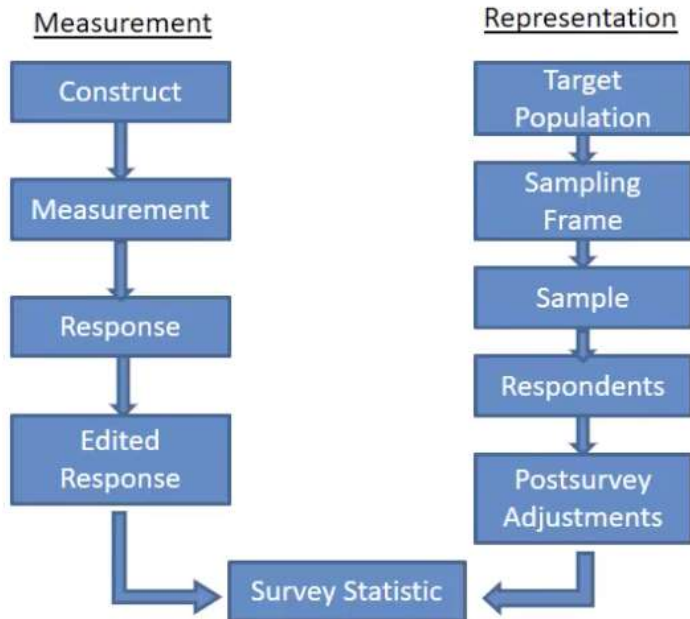 Measurement
Construct
Measurement
Response
Edited
Response
Representation
Target
Population
Sampling
Frame
Sample
Respondents
Postsurvey
Adjustments
Survey Statistic